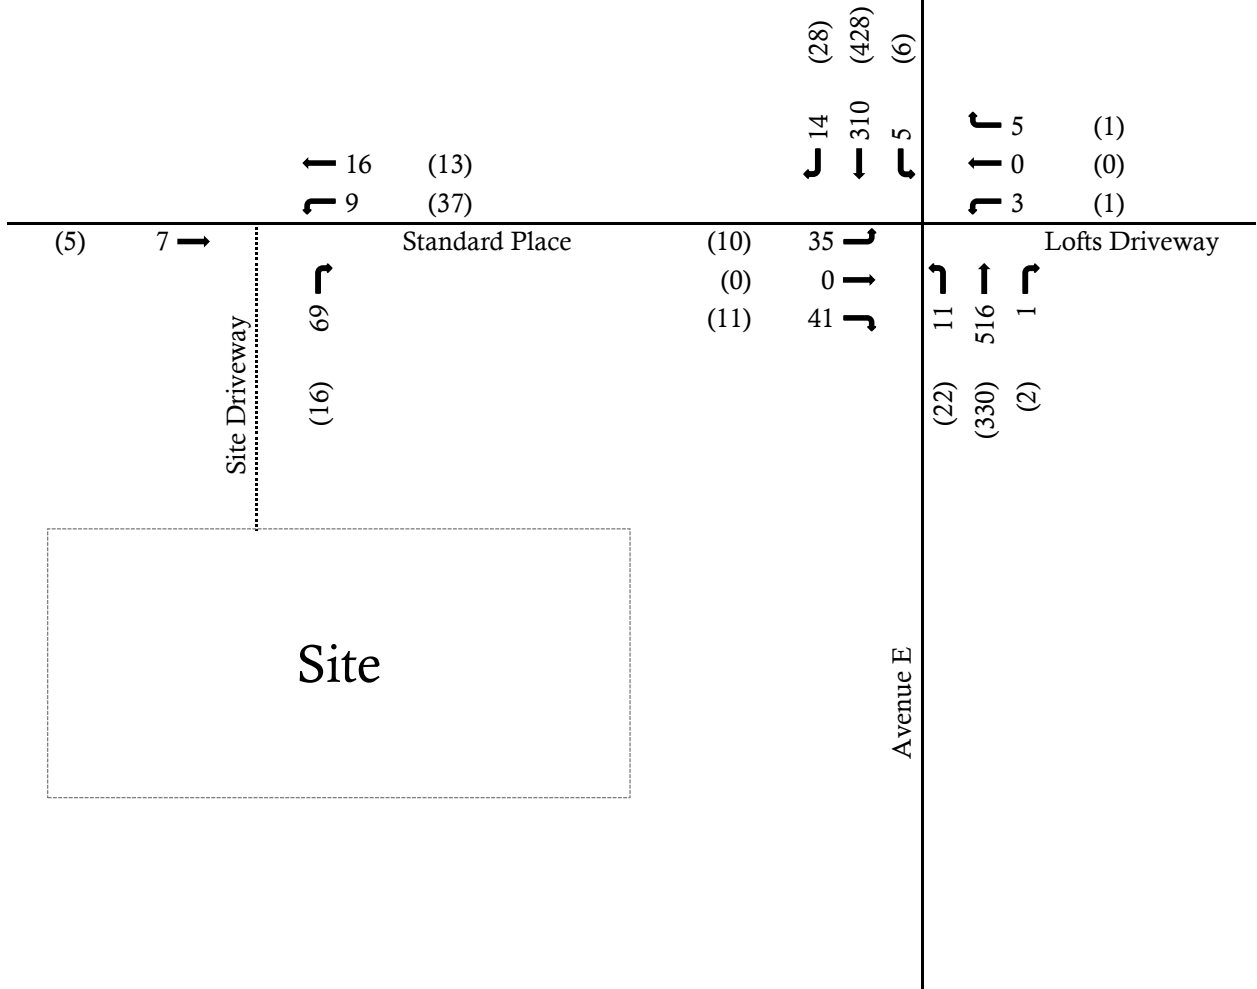 (28) (428) (6)
14 310 5
5 (1)
16 (13)
0 (0)
9 (37)
3 (1)
(5) 7
Standard Place
(10) 35
Lofts Driveway
(0) 0
(11) 41
69
(16)
11 516 1
(22) (330) (2)
Site Driveway
Site
Avenue E